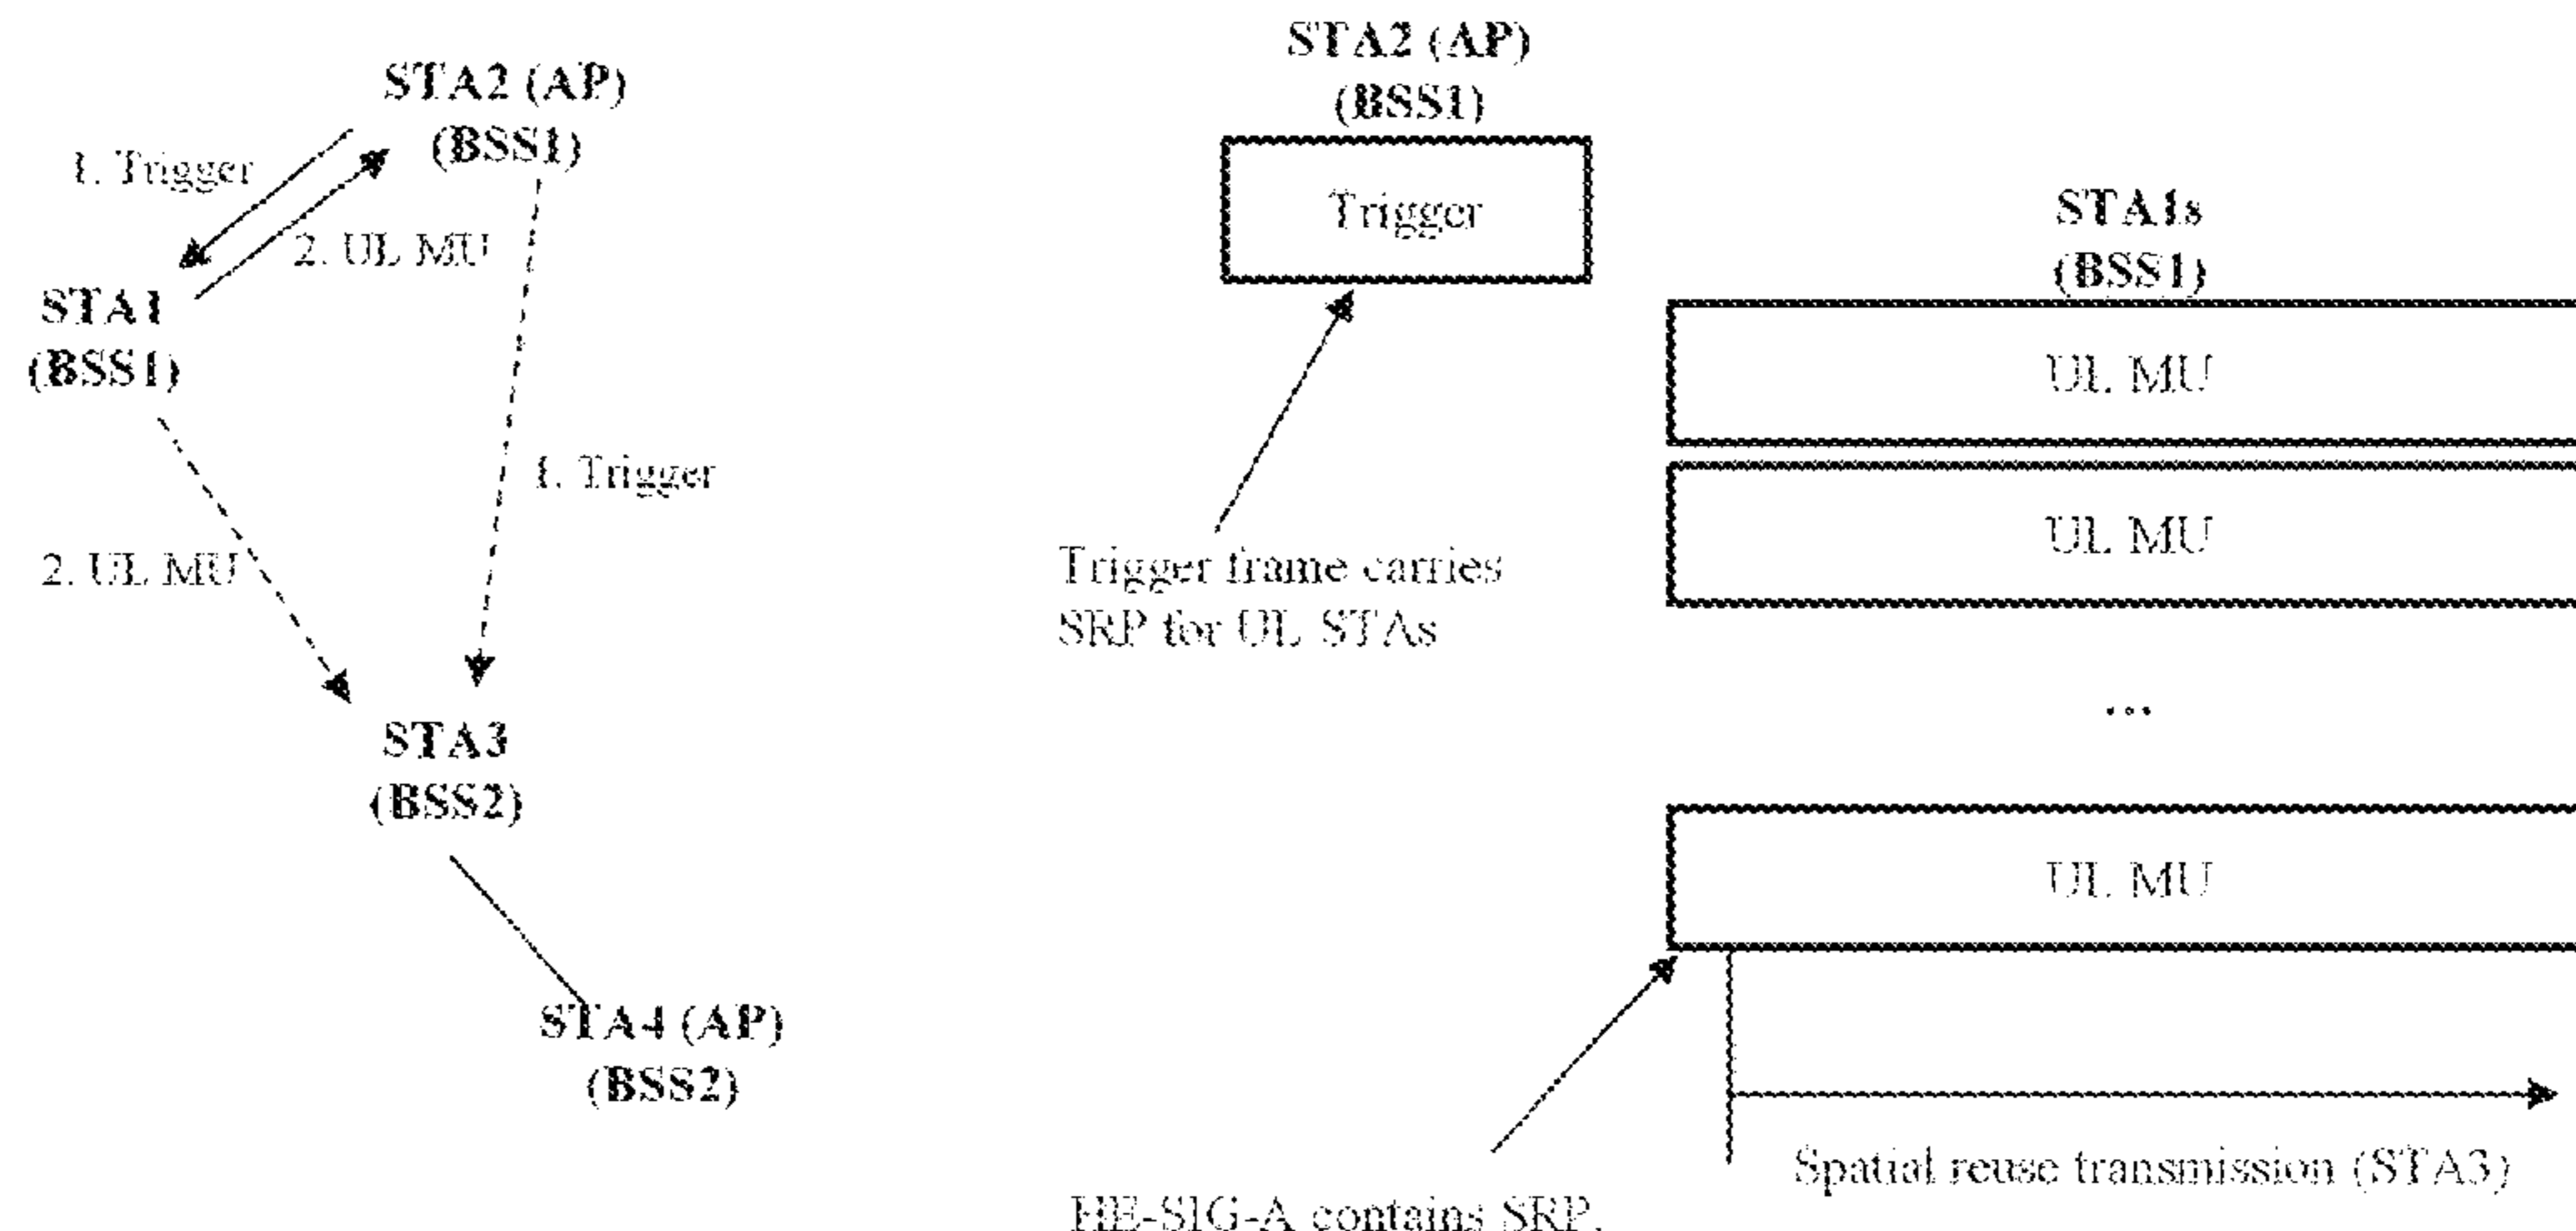 STA2 (AP)
(BSS1)
1. Trigger
2. UL MU
STA1
(BSS1)
1. Trigger
2. UL MU
STA3
(BSS2)
STA4 (AP)
(BSS2)
STA2 (AP)
(BSS1)
Trigger
Trigger frame carries
SRP for UL STAs
STA1s
(BSS1)
UL MU
UL MU
...
UL MU
Spatial reuse transmission (STA3)
HE-SIG-A contains SRP.